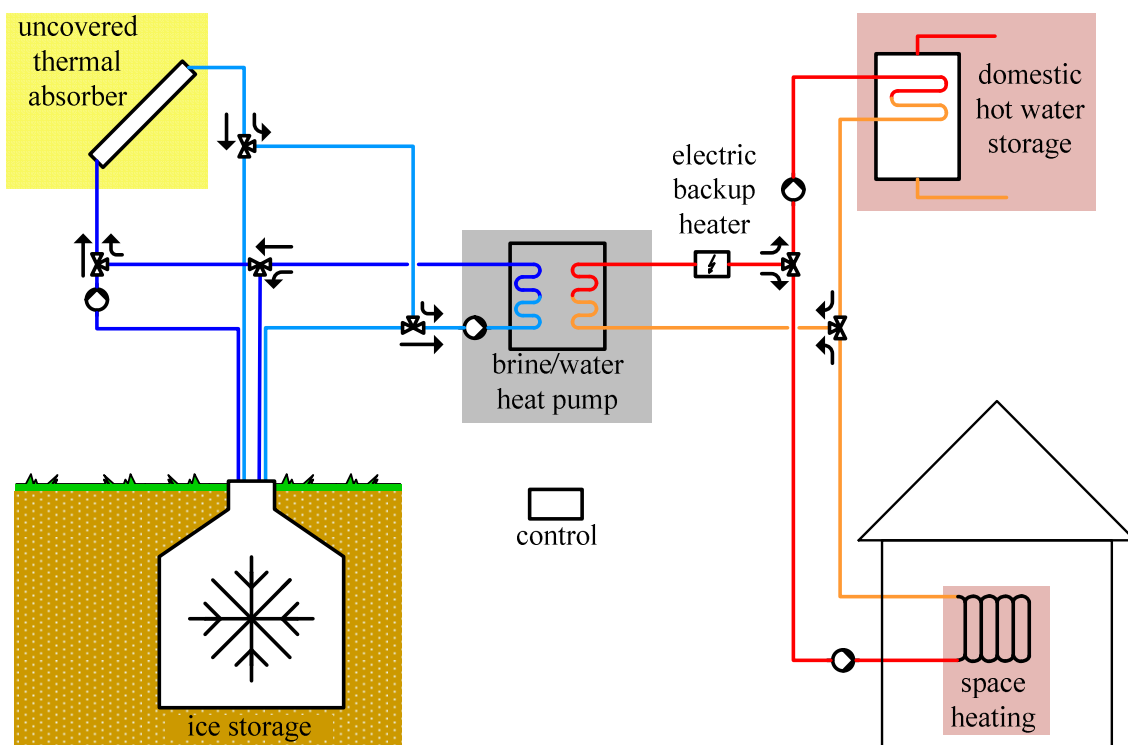 uncovered
thermal
absorber
domestic
hot water
storage
electric
backup
heater
brine/water
heat pump
control
ice storage
space
heating